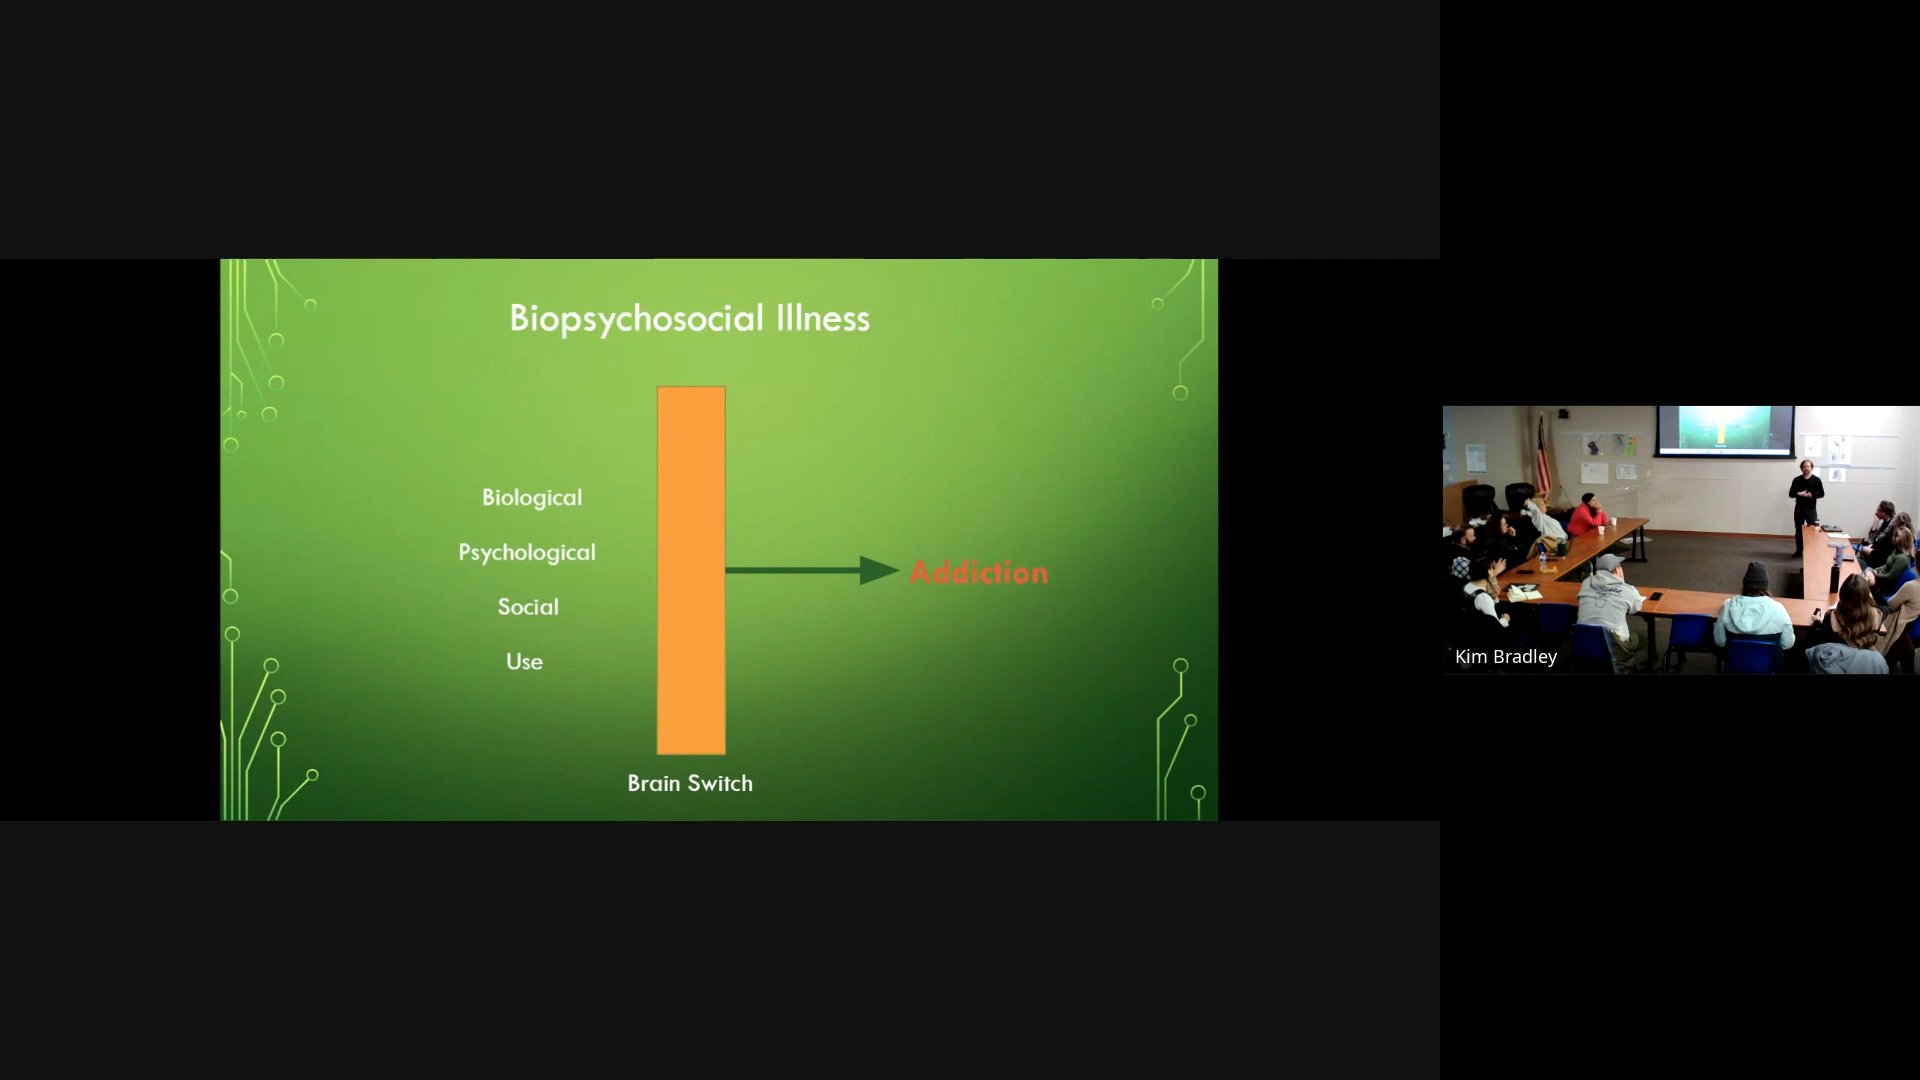 Biopsychosocial Illness
Biological
Psychological
Social
Use
Addiction
Brain Switch
Kim Bradley